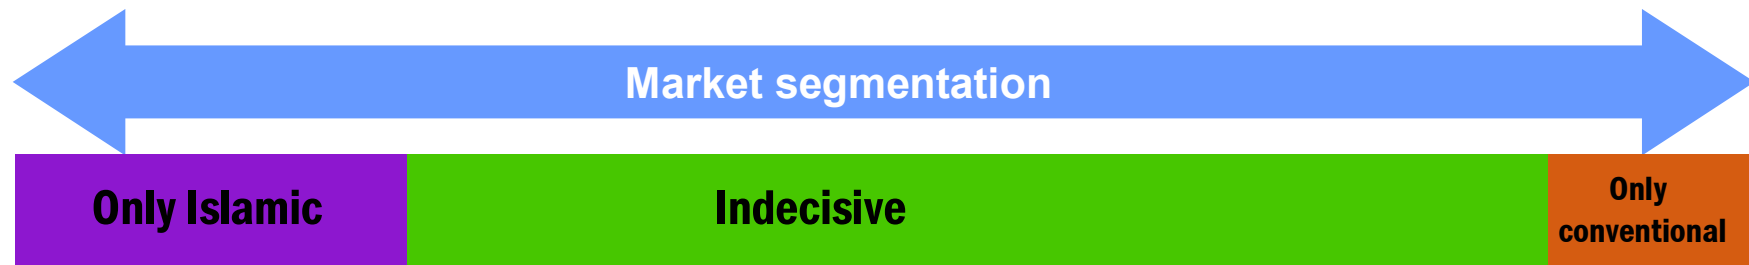 Market segmentation
Only Islamic
Indecisive
Only
conventional